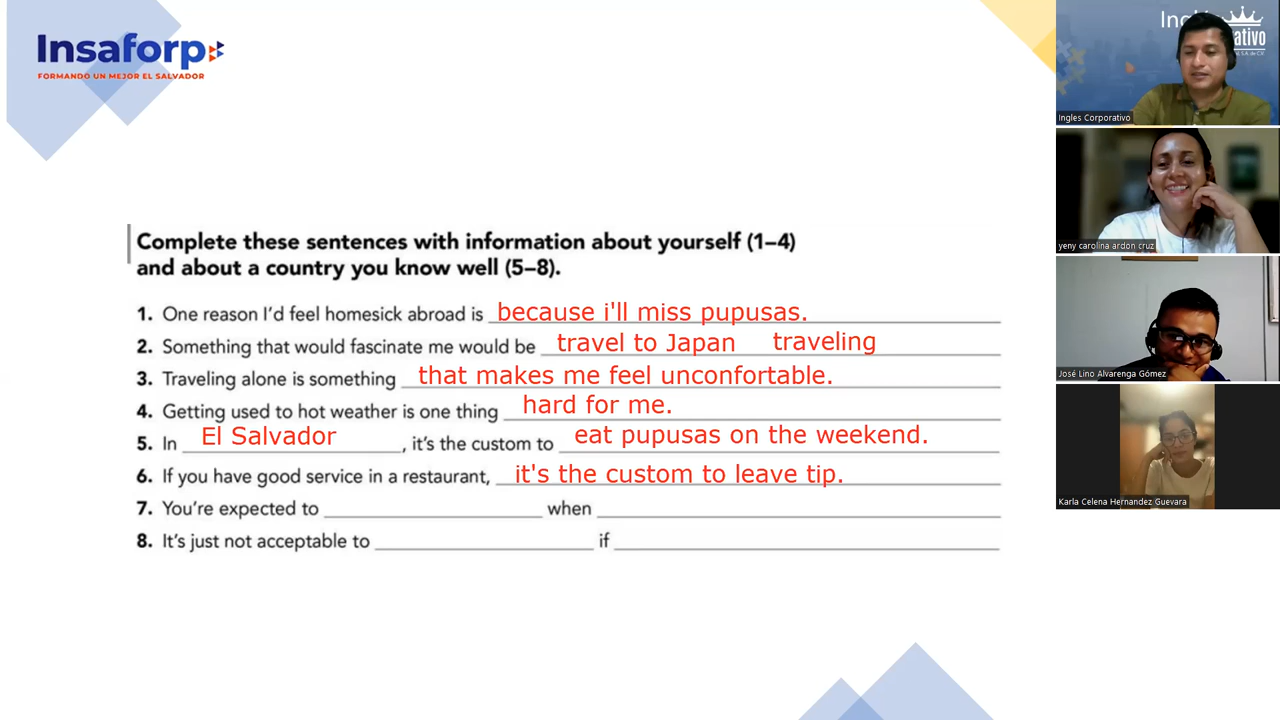 Insaforp
FORMANDO UN MEJOR EL SALVADOR
Complete these sentences with information about yourself (1–4)
and about a country you know well (5–8).
1. One reason I'd feel homesick abroad is because i'll miss pupusas.
2. Something that would fascinate me would be travel to Japan traveling
3. Traveling alone is something that makes me feel unconfortable.
4. Getting used to hot weather is one thing hard for me.
5. In El Salvador, it's the custom to eat pupusas on the weekend.
6. If you have good service in a restaurant, it's the custom to leave tip.
7. You're expected to ______ when ______
8. It's just not acceptable to ______ if ______
Ingles Corporativo
yeny carolina ardon cruz
José Lino Alvarenga Gómez
Karla Celena Hernandez Guevara